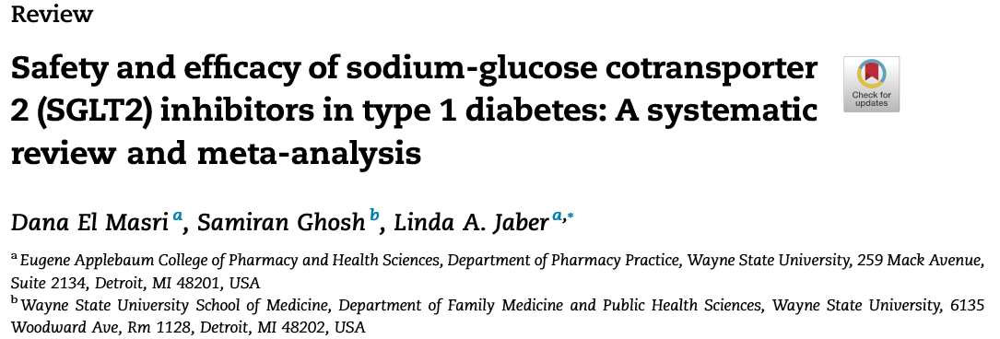 Review
Safety and efficacy of sodium-glucose cotransporter
2 (SGLT2) inhibitors in type 1 diabetes: A systematic
review and meta-analysis
Check for
updates
Dana El Masri a, Samiran Ghosh b, Linda A. Jaber a,*
a Eugene Applebaum College of Pharmacy and Health Sciences, Department of Pharmacy Practice, Wayne State University, 259 Mack Avenue,
Suite 2134, Detroit, MI 48201, USA
b Wayne State University School of Medicine, Department of Family Medicine and Public Health Sciences, Wayne State University, 6135
Woodward Ave, Rm 1128, Detroit, MI 48202, USA